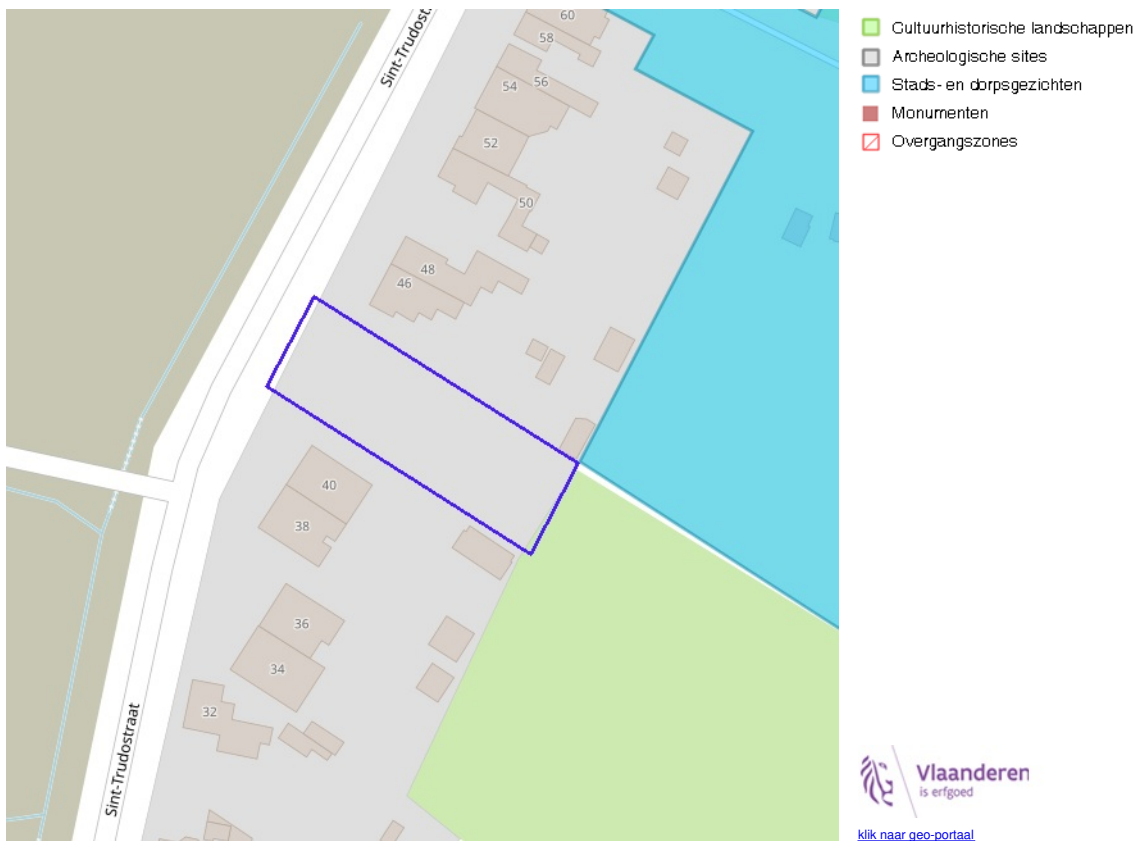 Sint-Trudost
60
58
56
54
52
50
48
46
40
38
36
34
32
Sint-Trudostraat
Cultuurhistorische landschappen
Archeologische sites
Stads- en dorpsgezichten
Monumenten
Overgangszones
Vlaanderen
is erfgoed
klik naar geo-portaal